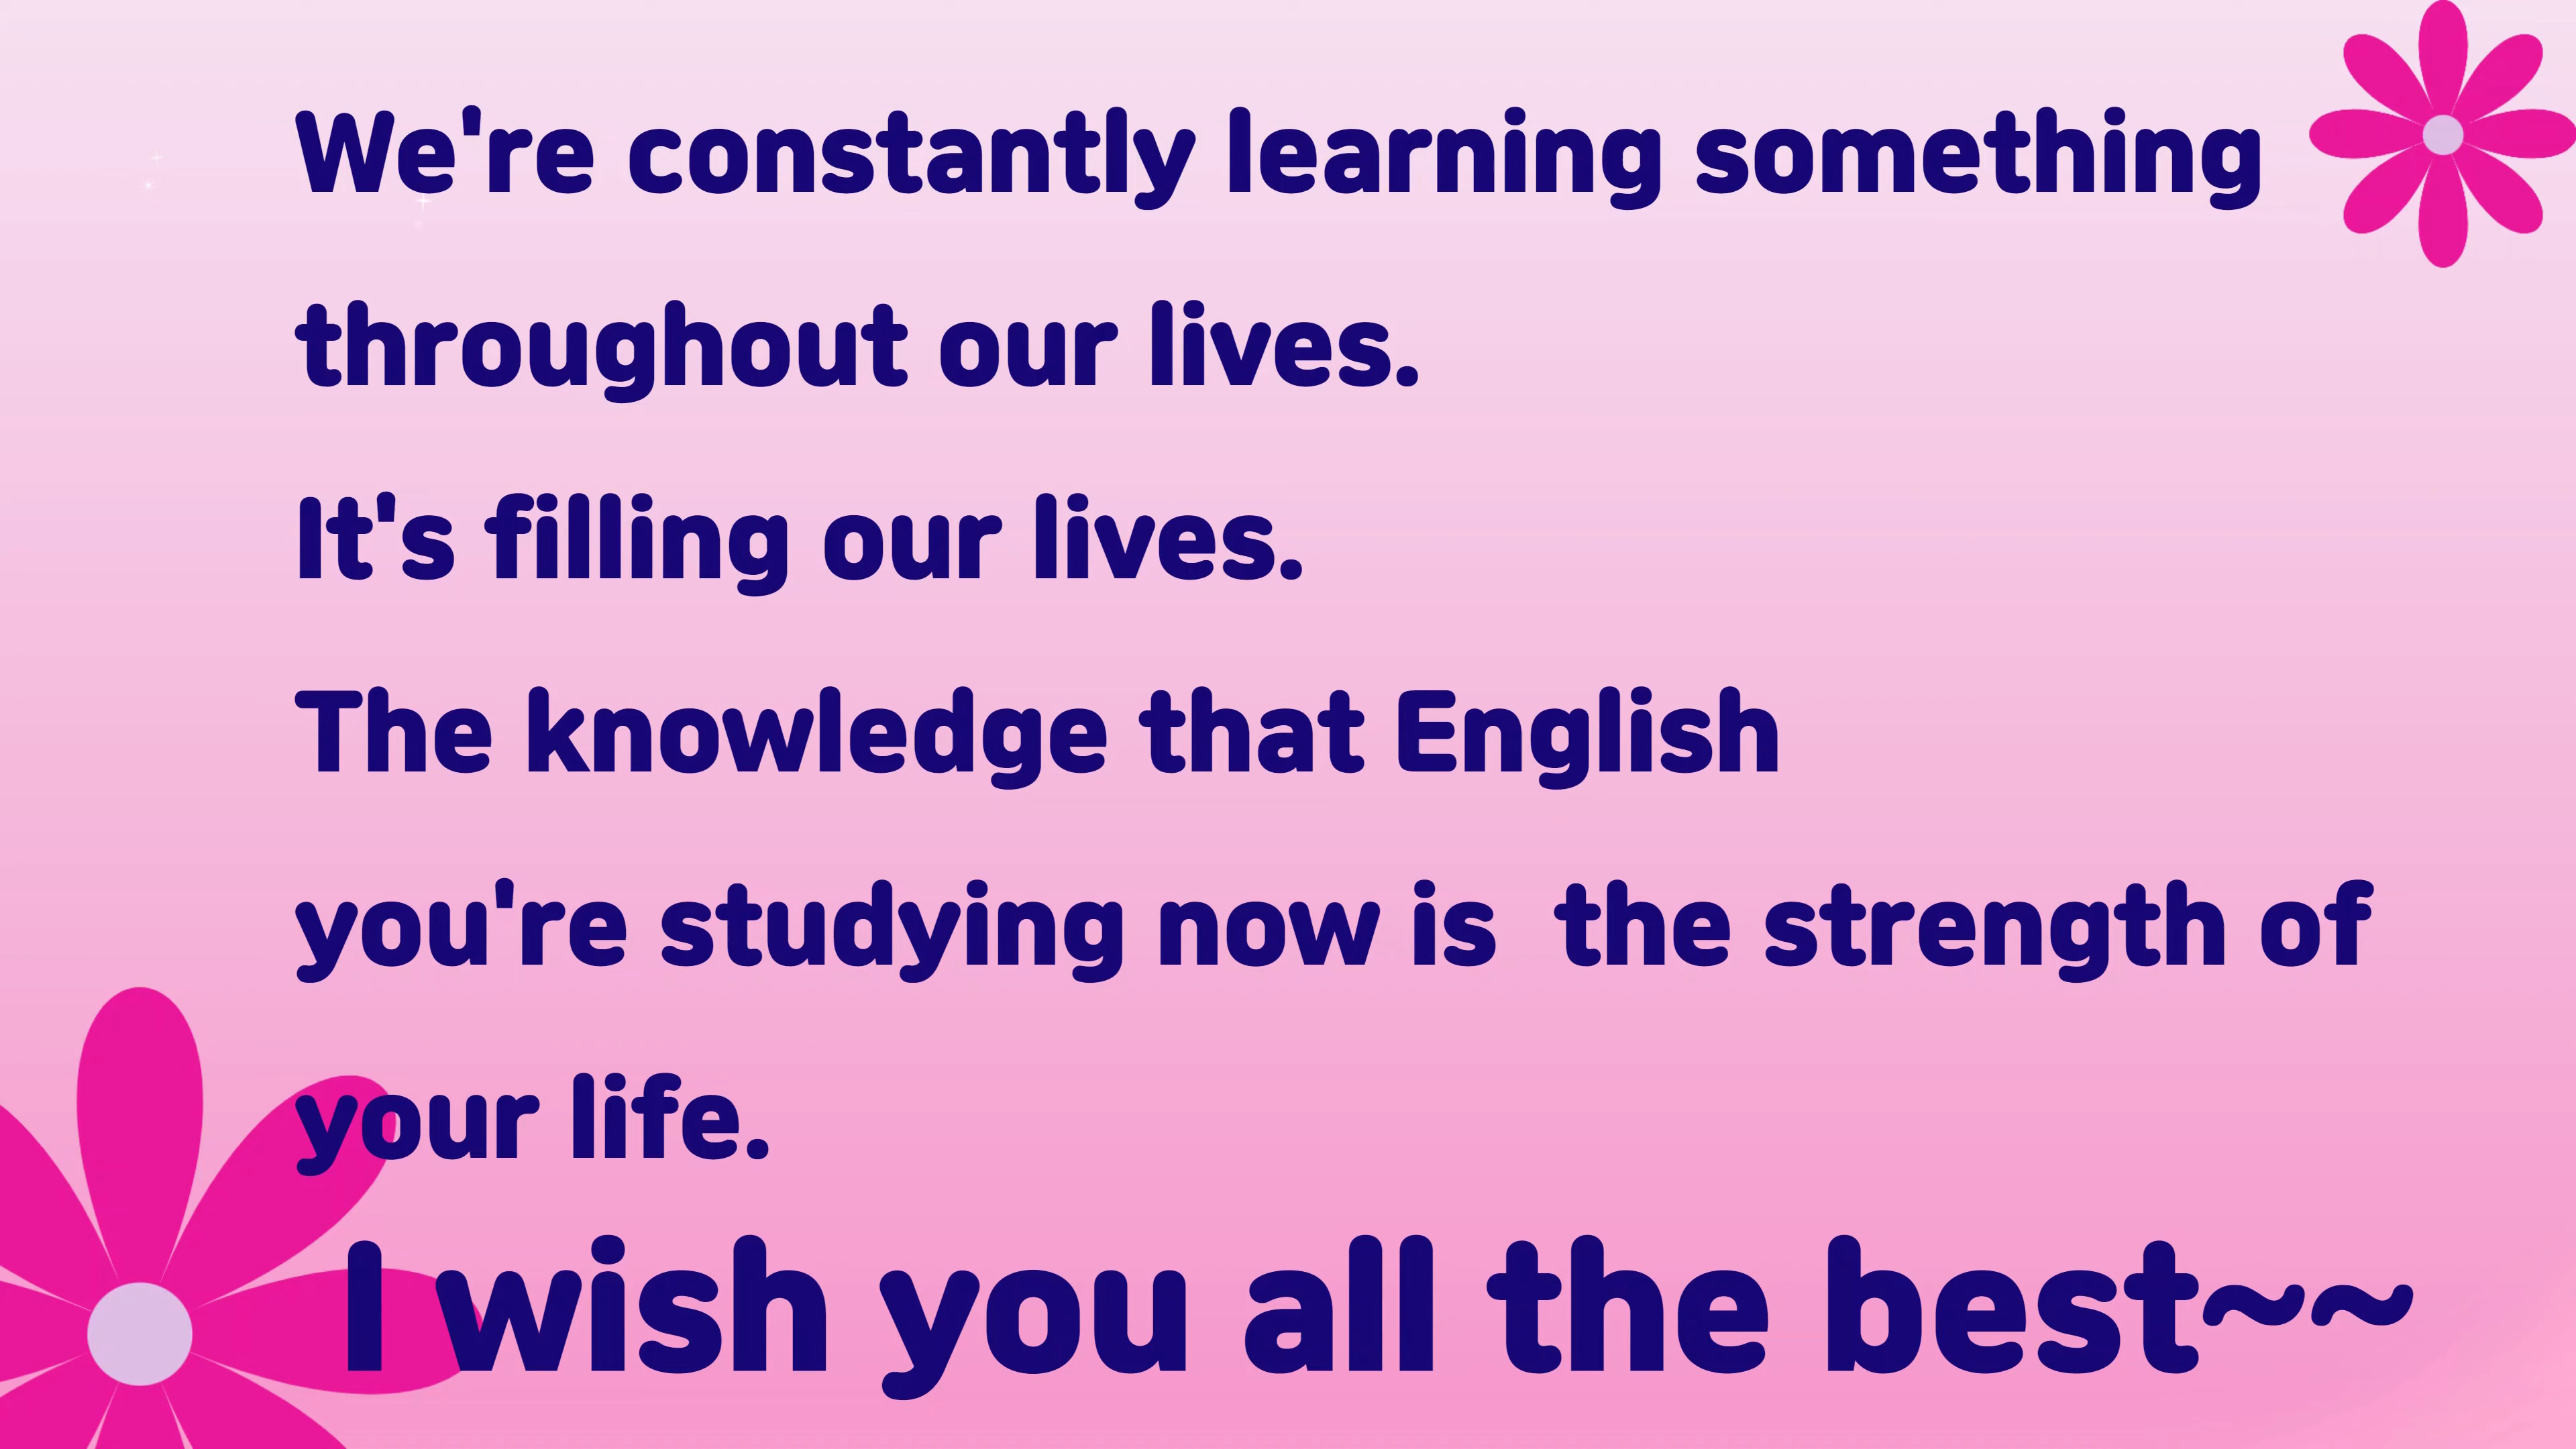 We're constantly learning something
throughout our lives.
It's filling our lives.
The knowledge that English
you're studying now is  the strength of
your life.
I wish you all the best~~